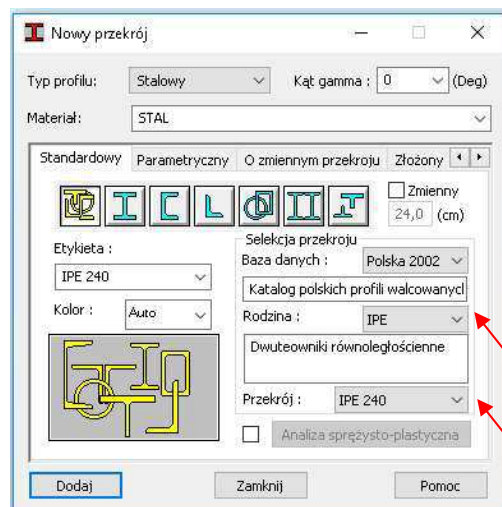 Nowy przekrój
Typ profilu: Stalowy Kąt gamma : 0 (Deg)
Materiał: STAL
Standardowy Parametryczny O zmiennym przekroju Złożony
Zmienny
24,0 (cm)
Etykieta :
IPE 240
Kolor : Auto
Selekcja przekroju
Baza danych : Polska 2002
Katalog polskich profili walcowanycl
Rodzina : IPE
Dwuteowniki równoległościenne
Przekrój : IPE 240
Analiza sprężysto-plastyczna
Dodaj Zamknij Pomoc